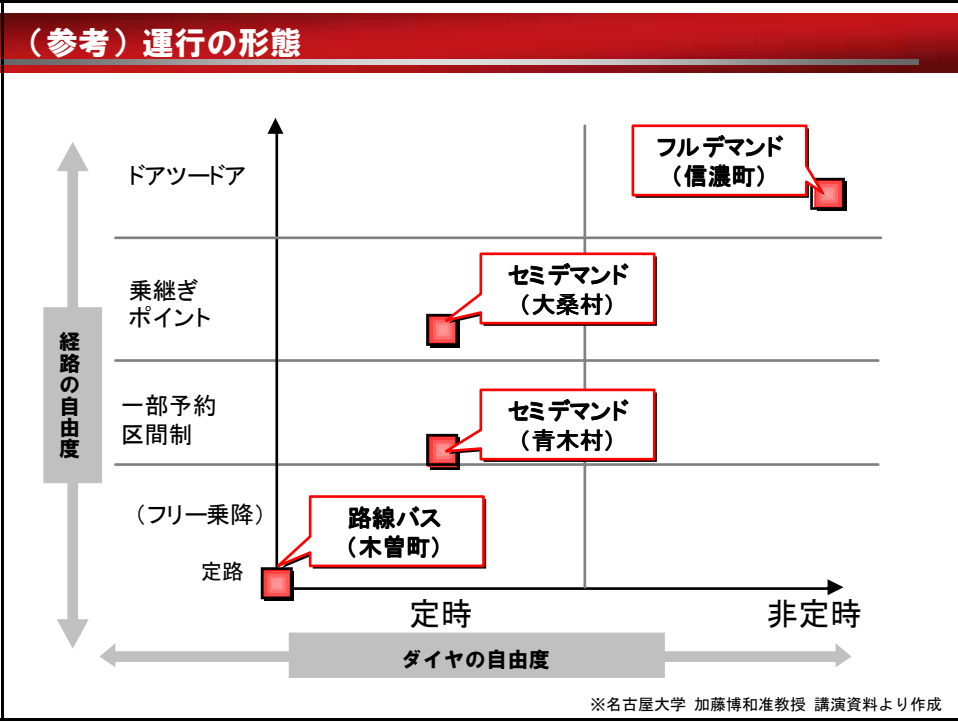 （参考）運行の形態
ドアツードア
フルデマンド
（信濃町）
乗継ぎ
ポイント
セミデマンド
（大桑村）
経路の自由度
一部予約
区間制
セミデマンド
（青木村）
（フリー乗降）
路線バス
（木曽町）
定路
定時
非定時
ダイヤの自由度
※名古屋大学 加藤博和准教授 講演資料より作成